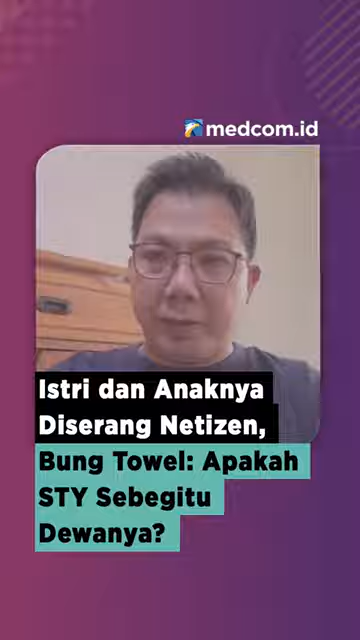 medcom.id
Istri dan Anaknya
Diserang Netizen,
Bung Towel: Apakah
STY Sebegitu
Dewanya?